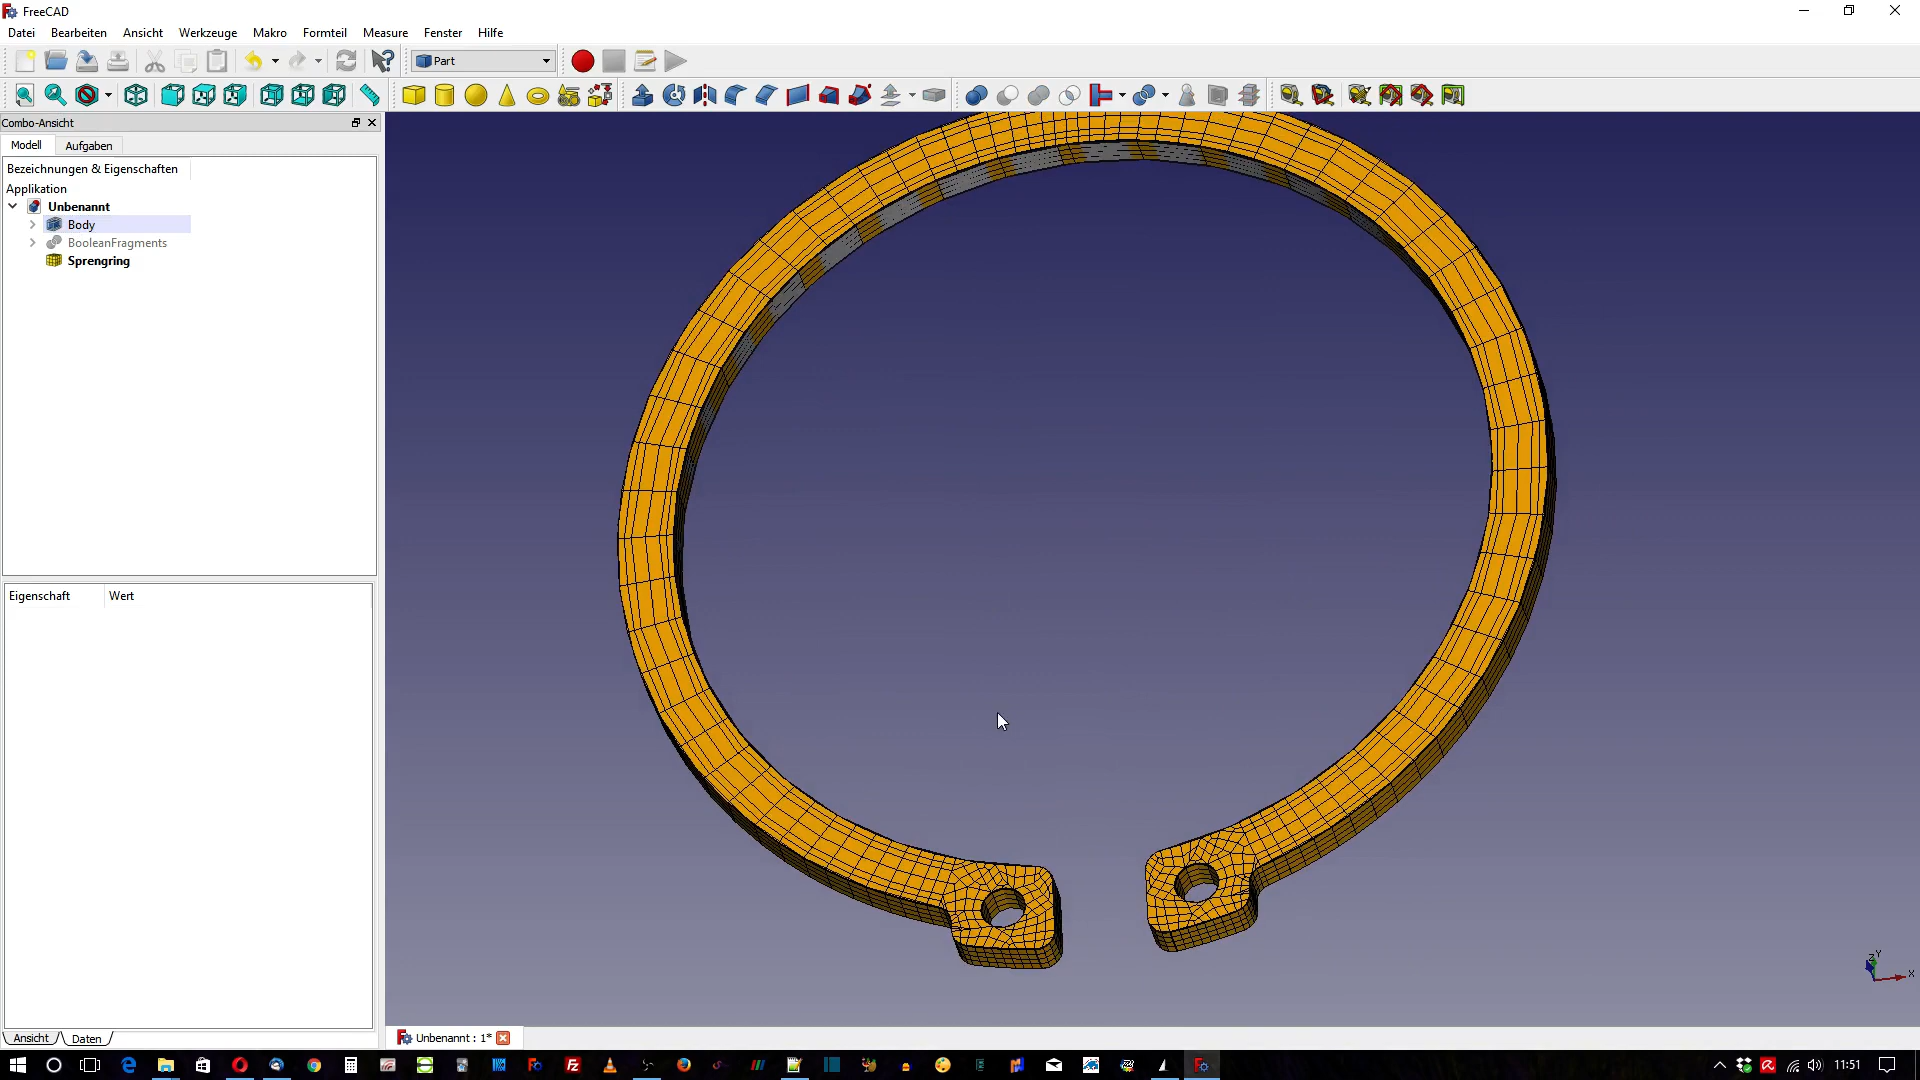 FreeCAD
Datei Bearbeiten Ansicht Werkzeuge Makro Formteil Measure Fenster Hilfe
Part
Combo-Ansicht
Modell Aufgaben
Bezeichnungen & Eigenschaften
Applikation
Unbenannt
Body
BooleanFragments
Sprengring
Eigenschaft Wert
Y
Z
X
Ansicht Daten
Unbenannt : 1*
11:51